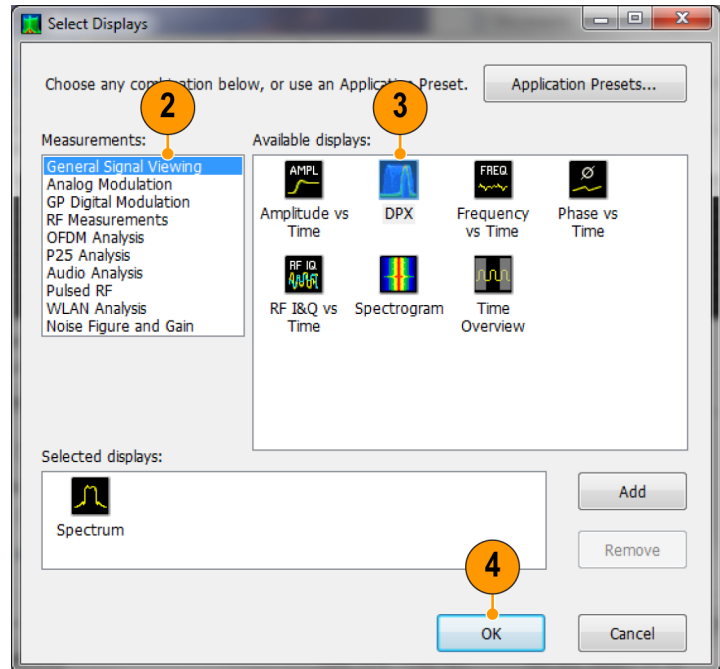 Select Displays
Choose any combination below, or use an Application Preset.
Application Presets...
2
3
Measurements:
Available displays:
General Signal Viewing
Analog Modulation
GP Digital Modulation
RF Measurements
OFDM Analysis
P25 Analysis
Audio Analysis
Pulsed RF
WLAN Analysis
Noise Figure and Gain
AMPL
Amplitude vs
Time
DPX
FREQ
Frequency
vs Time
Ø
Phase vs
Time
RF IQ
RF I&Q vs
Time
Spectrogram
Time
Overview
Selected displays:
Spectrum
Add
Remove
4
OK
Cancel